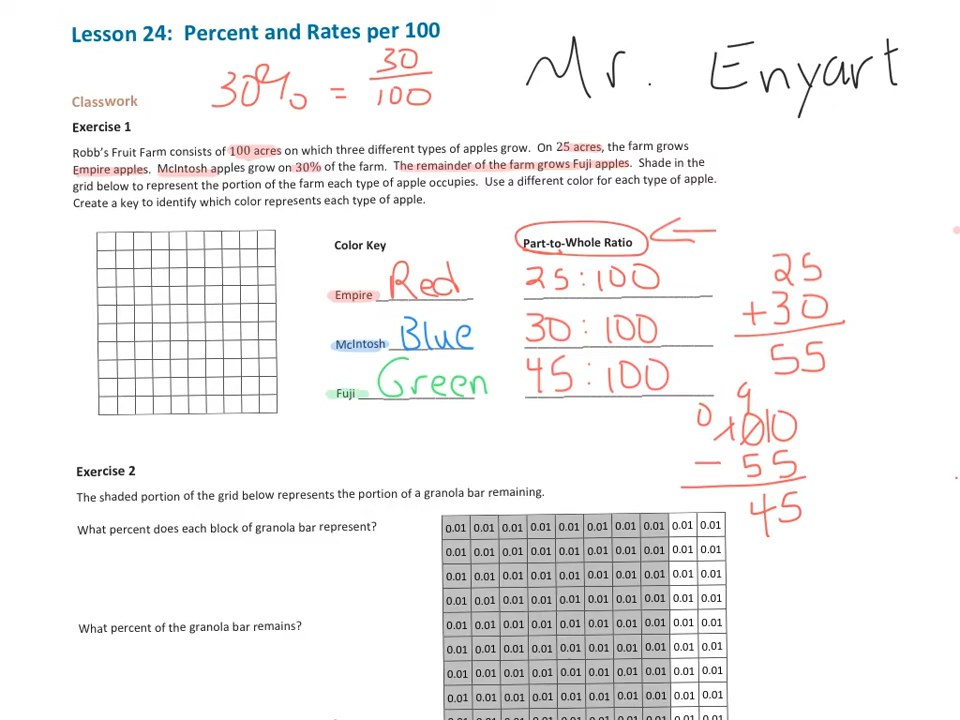 Lesson 24: Percent and Rates per 100
Mr. Enyart
30% = 30/100
Classwork
Exercise 1
Robb's Fruit Farm consists of 100 acres on which three different types of apples grow. On 25 acres, the farm grows
Empire apples. McIntosh apples grow on 30% of the farm. The remainder of the farm grows Fuji apples. Shade in the
grid below to represent the portion of the farm each type of apple occupies. Use a different color for each type of apple.
Create a key to identify which color represents each type of apple.
Color Key
Part-to-Whole Ratio
Empire Red 25:100
McIntosh Blue 30:100
Fuji Green 45:100
25
+30
55
0 9
1010
- 55
45
Exercise 2
The shaded portion of the grid below represents the portion of a granola bar remaining.
What percent does each block of granola bar represent?
What percent of the granola bar remains?
0.01 0.01 0.01 0.01 0.01 0.01 0.01 0.01 0.01 0.01
0.01 0.01 0.01 0.01 0.01 0.01 0.01 0.01 0.01 0.01
0.01 0.01 0.01 0.01 0.01 0.01 0.01 0.01 0.01 0.01
0.01 0.01 0.01 0.01 0.01 0.01 0.01 0.01 0.01 0.01
0.01 0.01 0.01 0.01 0.01 0.01 0.01 0.01 0.01 0.01
0.01 0.01 0.01 0.01 0.01 0.01 0.01 0.01 0.01 0.01
0.01 0.01 0.01 0.01 0.01 0.01 0.01 0.01 0.01 0.01
0.01 0.01 0.01 0.01 0.01 0.01 0.01 0.01 0.01 0.01